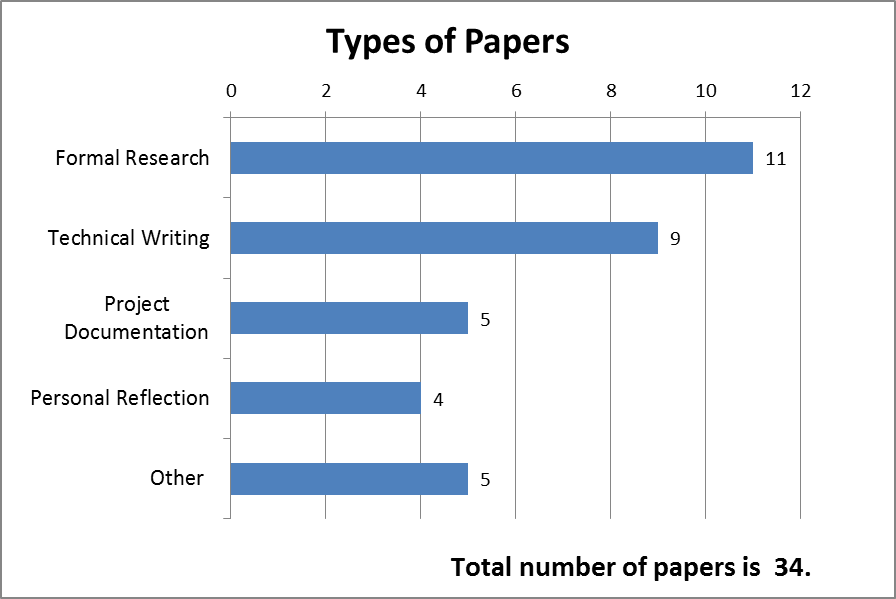 Types of Papers
0 2 4 6 8 10 12
Formal Research 11
Technical Writing 9
Project
Documentation 5
Personal Reflection 4
Other 5
Total number of papers is  34.